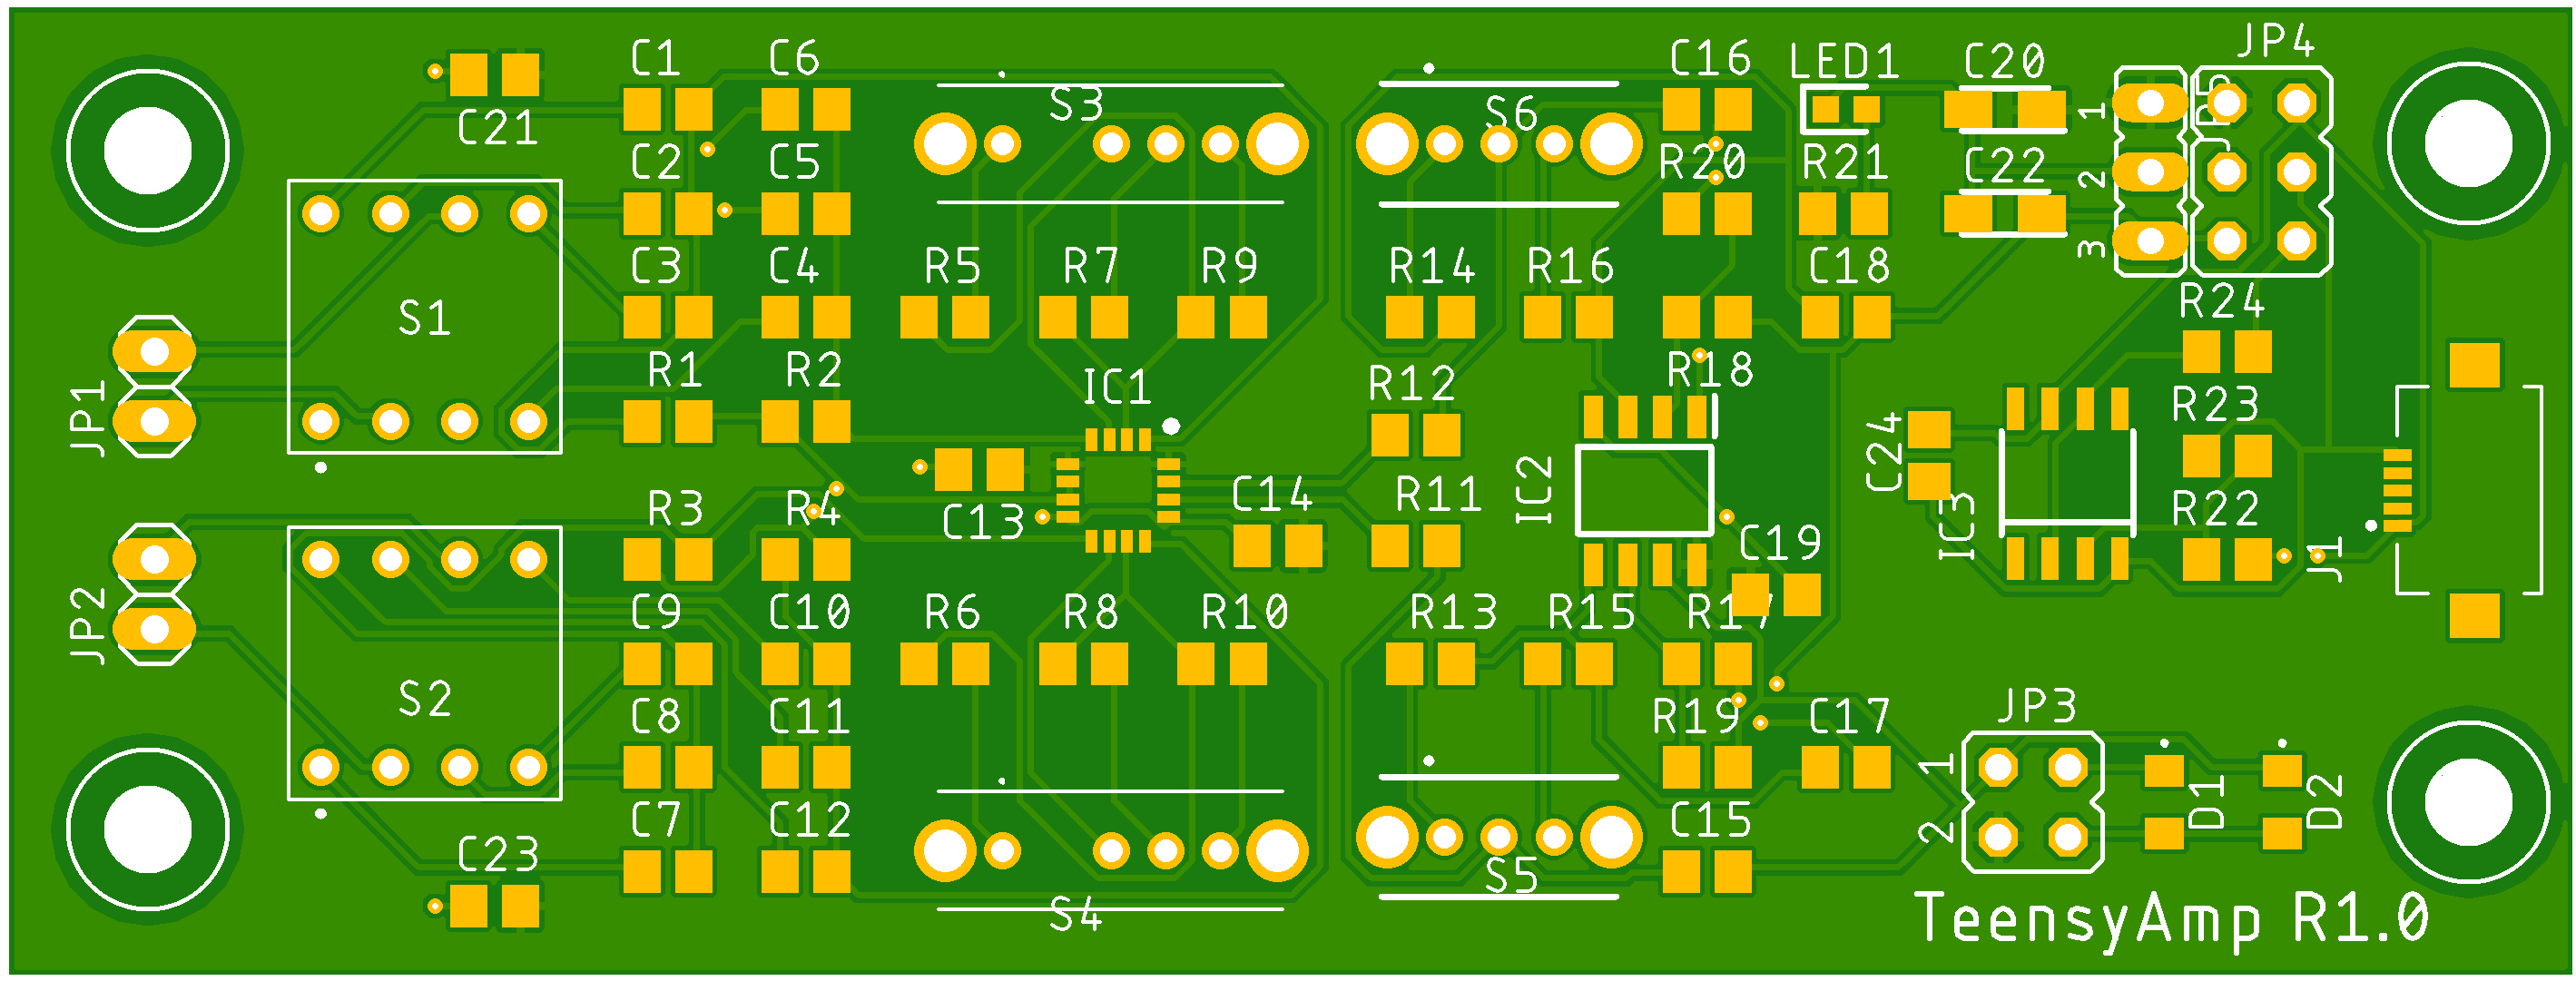 C1 C6 C16 LED1 C20 JP4
C21 S3 S6 1 JP5
C2 C5 R20 R21 C22 2
C3 C4 R5 R7 R9 R14 R16 C18 3
S1 R24
JP1 R1 R2 IC1 R12 R18 R23
C24
R3 R4 C13 C14 R11 IC2 C19 IC3 R22 J1
JP2 C9 C10 R6 R8 R10 R13 R15 R17
S2 C8 C11 R19 C17 JP3
1
C7 C12 C15 2 D1 D2
C23 S4 S5
TeensyAmp R1.0